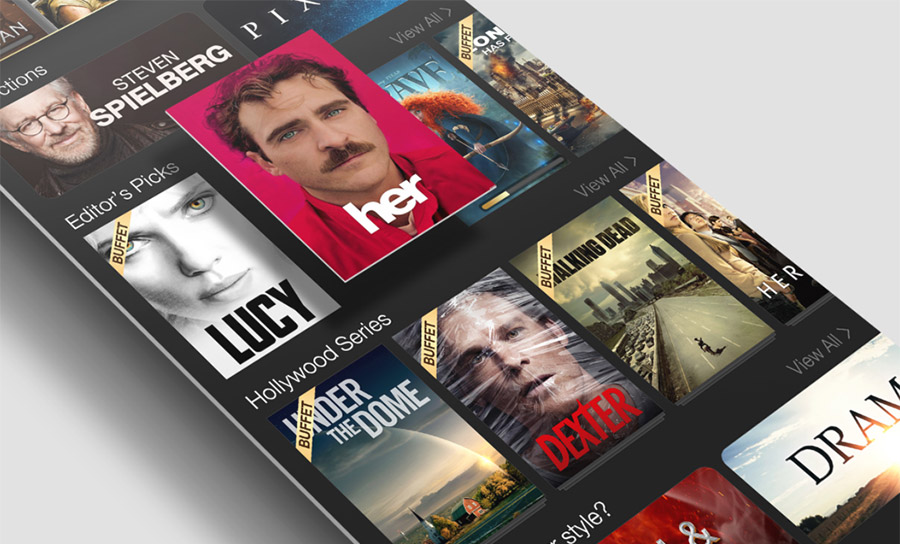 PIX
View All >
ctions
STEVEN
SPIELBERG
her
BUFFET
Editor's Picks
View All >
BUFFET
LUCY
BUFFET
WALKING DEAD
BUFFET
HER
Hollywood Series
View All >
BUFFET
DEXTER
BUFFET
UNDER
THE DOME
DRAM
r style?
&